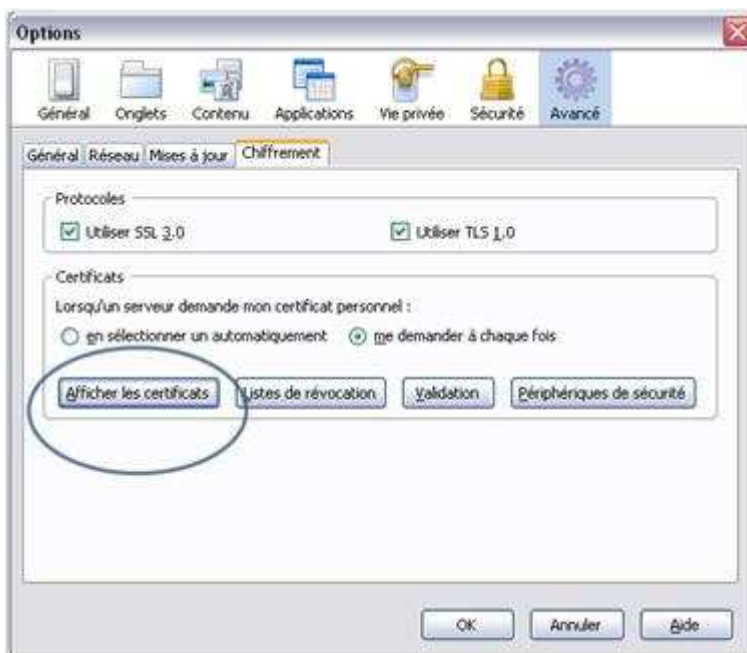 Options
Général Onglets Contenu Applications Vie privée Sécurité Avancé
Général Réseau Mises à jour Chiffrement
Protocoles
Utiliser SSL 3.0 Utiliser TLS 1.0
Certificats
Lorsqu'un serveur demande mon certificat personnel :
en sélectionner un automatiquement me demander à chaque fois
Afficher les certificats Listes de révocation Validation Périphériques de sécurité
OK Annuler Aide